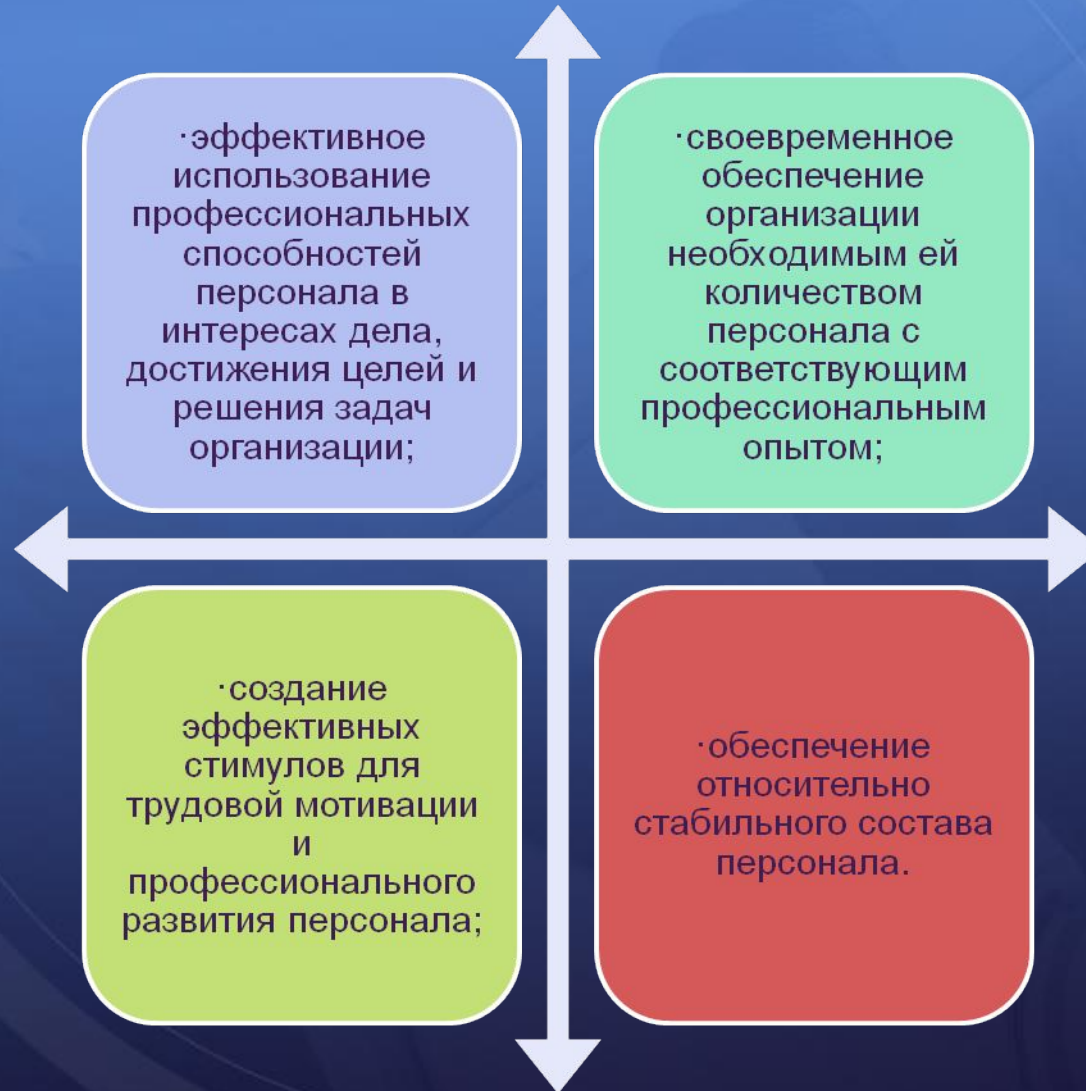 ·эффективное
использование
профессиональных
способностей
персонала в
интересах дела,
достижения целей и
решения задач
организации;
·своевременное
обеспечение
организации
необходимым ей
количеством
персонала с
соответствующим
профессиональным
опытом;
·создание
эффективных
стимулов для
трудовой мотивации
и
профессионального
развития персонала;
·обеспечение
относительно
стабильного состава
персонала.